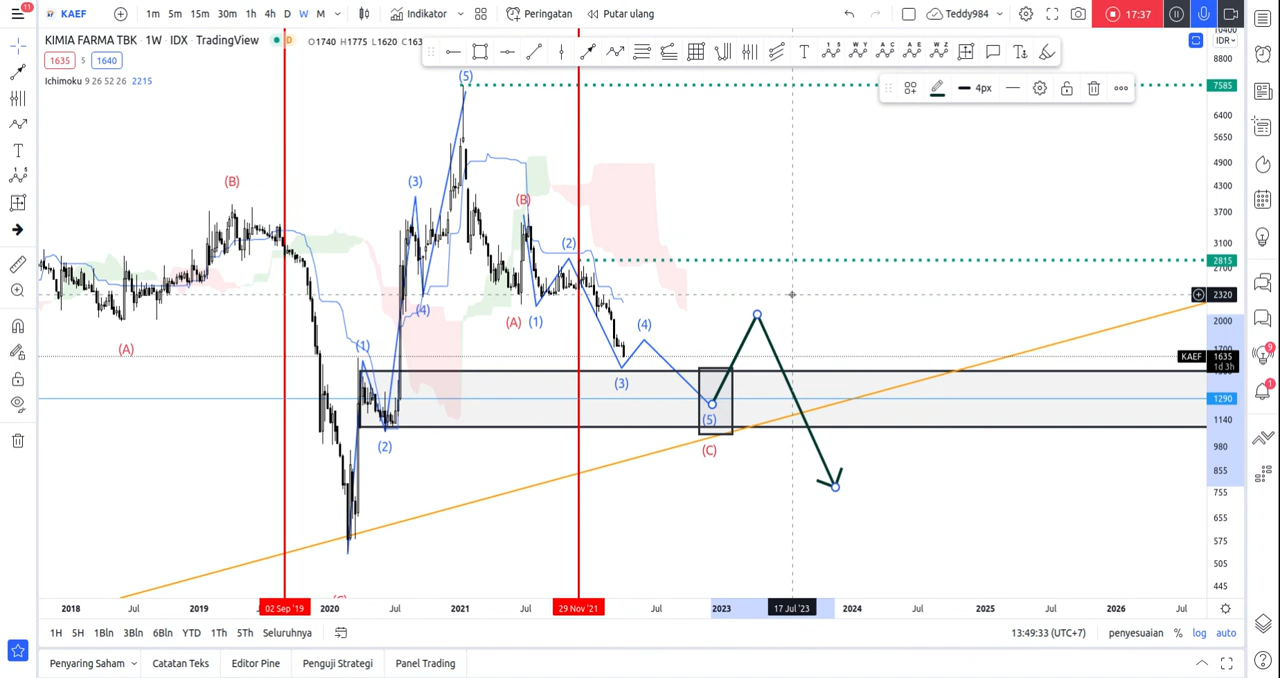 11
KAEF
1m 5m 15m 30m 1h 4h D W M
Indikator
Peringatan
Putar ulang
Teddy984
17:37
KIMIA FARMA TBK · 1W · IDX · TradingView
D
O1740 H1775 L1620 C163
IDR
1635 5 1640
Ichimoku 9 26 52 26 2215
4px
(5)
(3)
(B)
(B)
(2)
(4)
(A)
(1)
(4)
(1)
(A)
(3)
(2)
(5)
(C)
10400
8800
7585
6400
5650
4900
4300
3700
3100
2815
2700
2320
2000
1700
KAEF 1635
1d 3h
1290
1140
980
855
755
655
575
505
445
9
1
2018 Jul 2019 02 Sep '19 2020 Jul 2021 Jul 29 Nov '21 Jul 2023 17 Jul '23 2024 Jul 2025 Jul 2026 Jul
1H 5H 1Bln 3Bln 6Bln YTD 1Th 5Th Seluruhnya
13:49:33 (UTC+7) penyesuaian % log auto
Penyaring Saham Catatan Teks Editor Pine Penguji Strategi Panel Trading